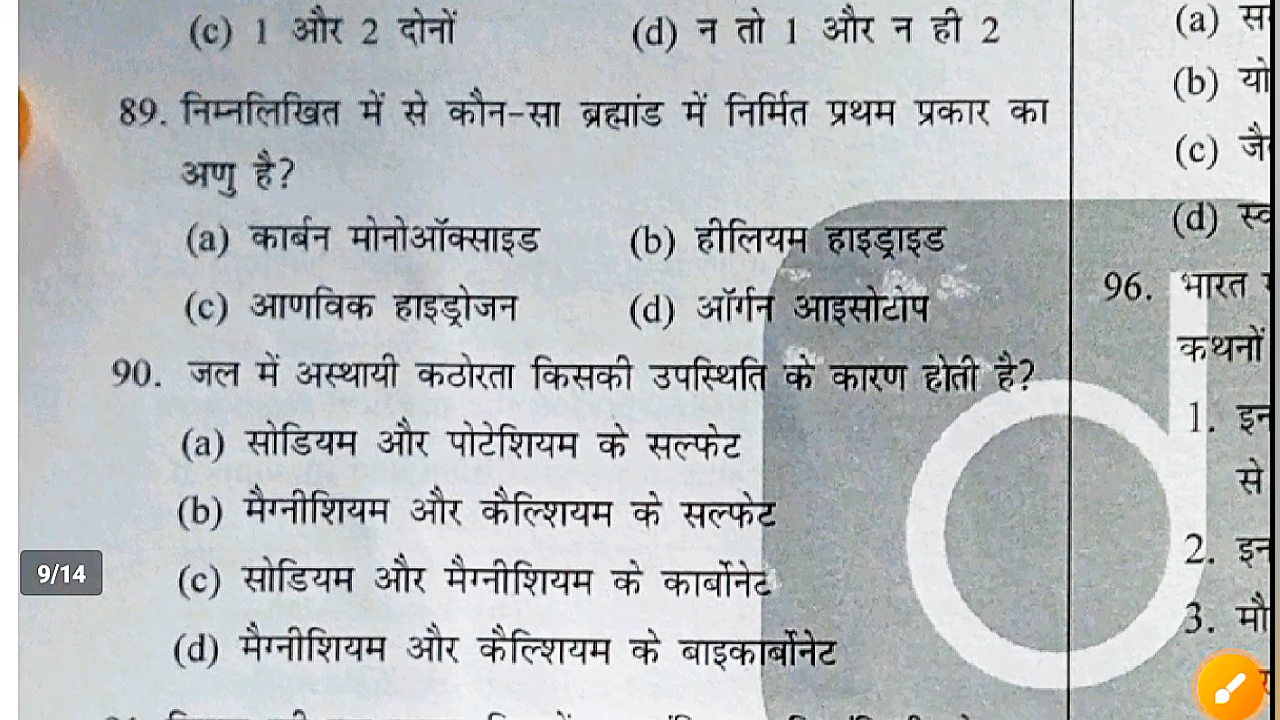 (c) 1 और 2 दोनों (d) न तो 1 और न ही 2
89. निम्नलिखित में से कौन-सा ब्रह्मांड में निर्मित प्रथम प्रकार का
अणु है?
(a) कार्बन मोनोऑक्साइड (b) हीलियम हाइड्राइड
(c) आणविक हाइड्रोजन (d) ऑर्गन आइसोटोप
90. जल में अस्थायी कठोरता किसकी उपस्थिति के कारण होती है?
(a) सोडियम और पोटेशियम के सल्फेट
(b) मैग्नीशियम और कैल्शियम के सल्फेट
(c) सोडियम और मैग्नीशियम के कार्बोनेट
(d) मैग्नीशियम और कैल्शियम के बाइकार्बोनेट
9/14
(a)
(b)
(c)
(d)
96. भारत
कथनों
1.
से
2.
3.